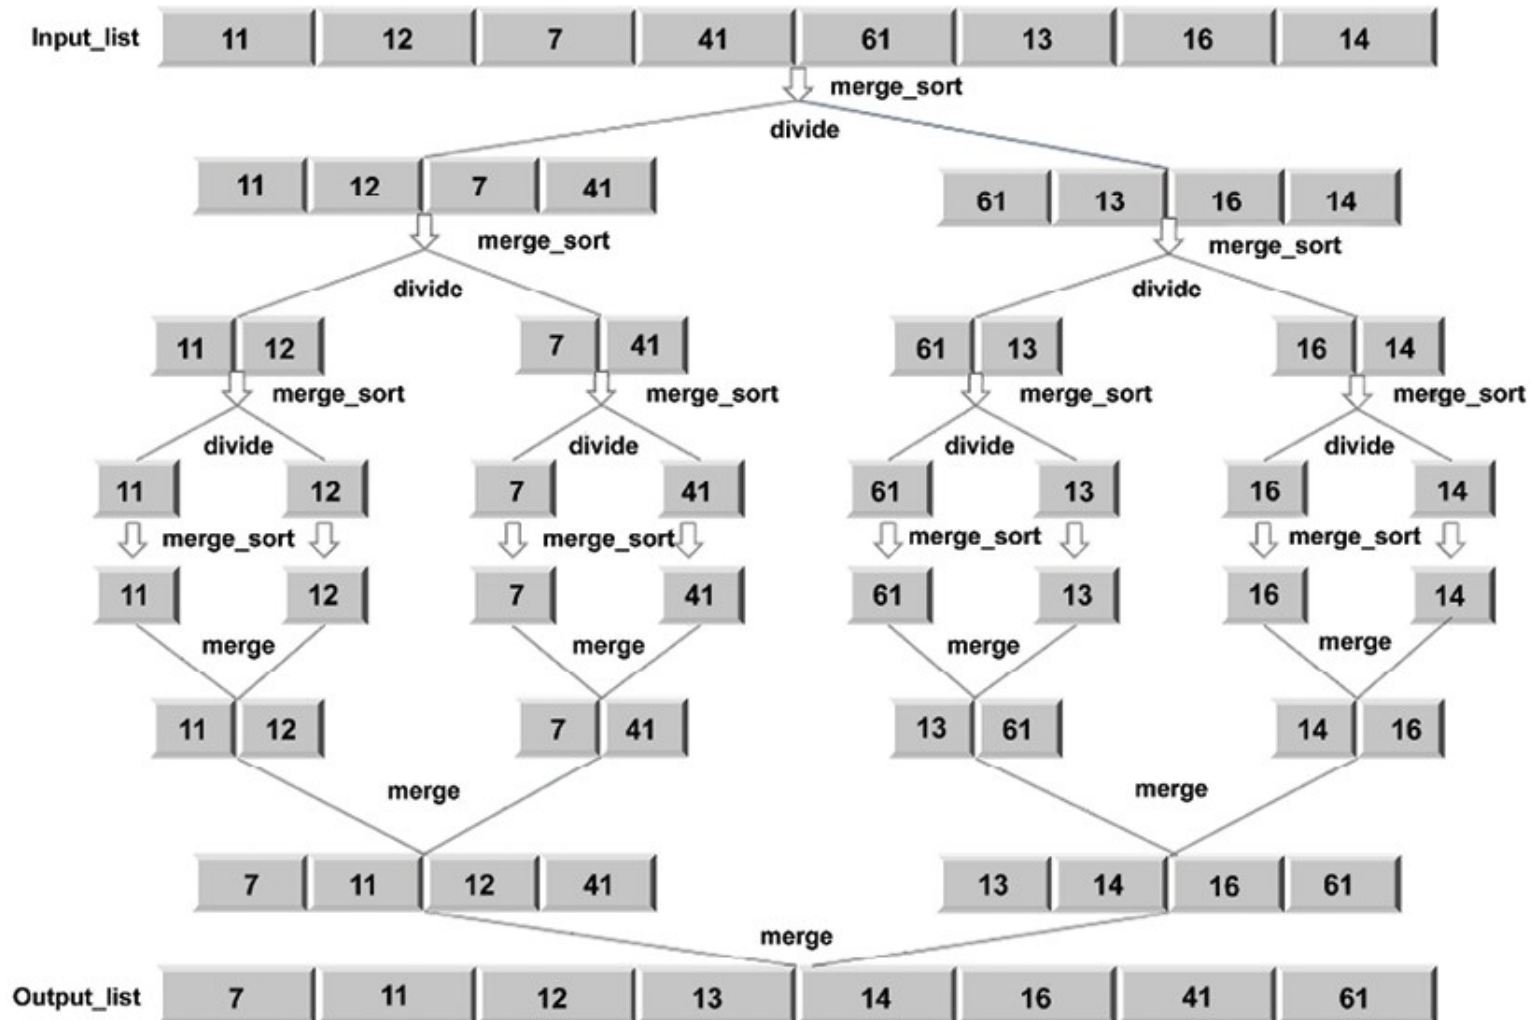 Input_list 11 12 7 41 61 13 16 14
merge_sort
divide
11 12 7 41 61 13 16 14
merge_sort merge_sort
divide divide
11 12 7 41 61 13 16 14
merge_sort merge_sort merge_sort merge_sort
divide divide divide divide
11 12 7 41 61 13 16 14
merge_sort merge_sort merge_sort merge_sort
11 12 7 41 61 13 16 14
merge merge merge merge
11 12 7 41 13 61 14 16
merge merge
7 11 12 41 13 14 16 61
merge
Output_list 7 11 12 13 14 16 41 61